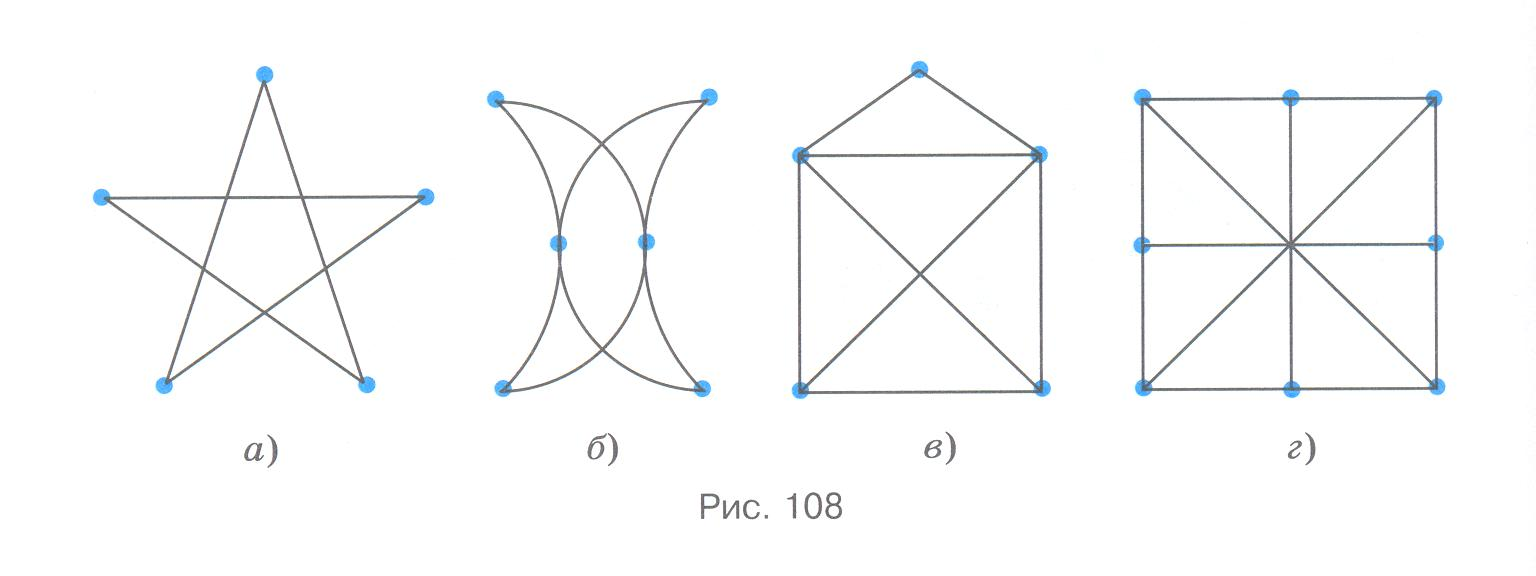 а) б) в) г)
Рис. 108